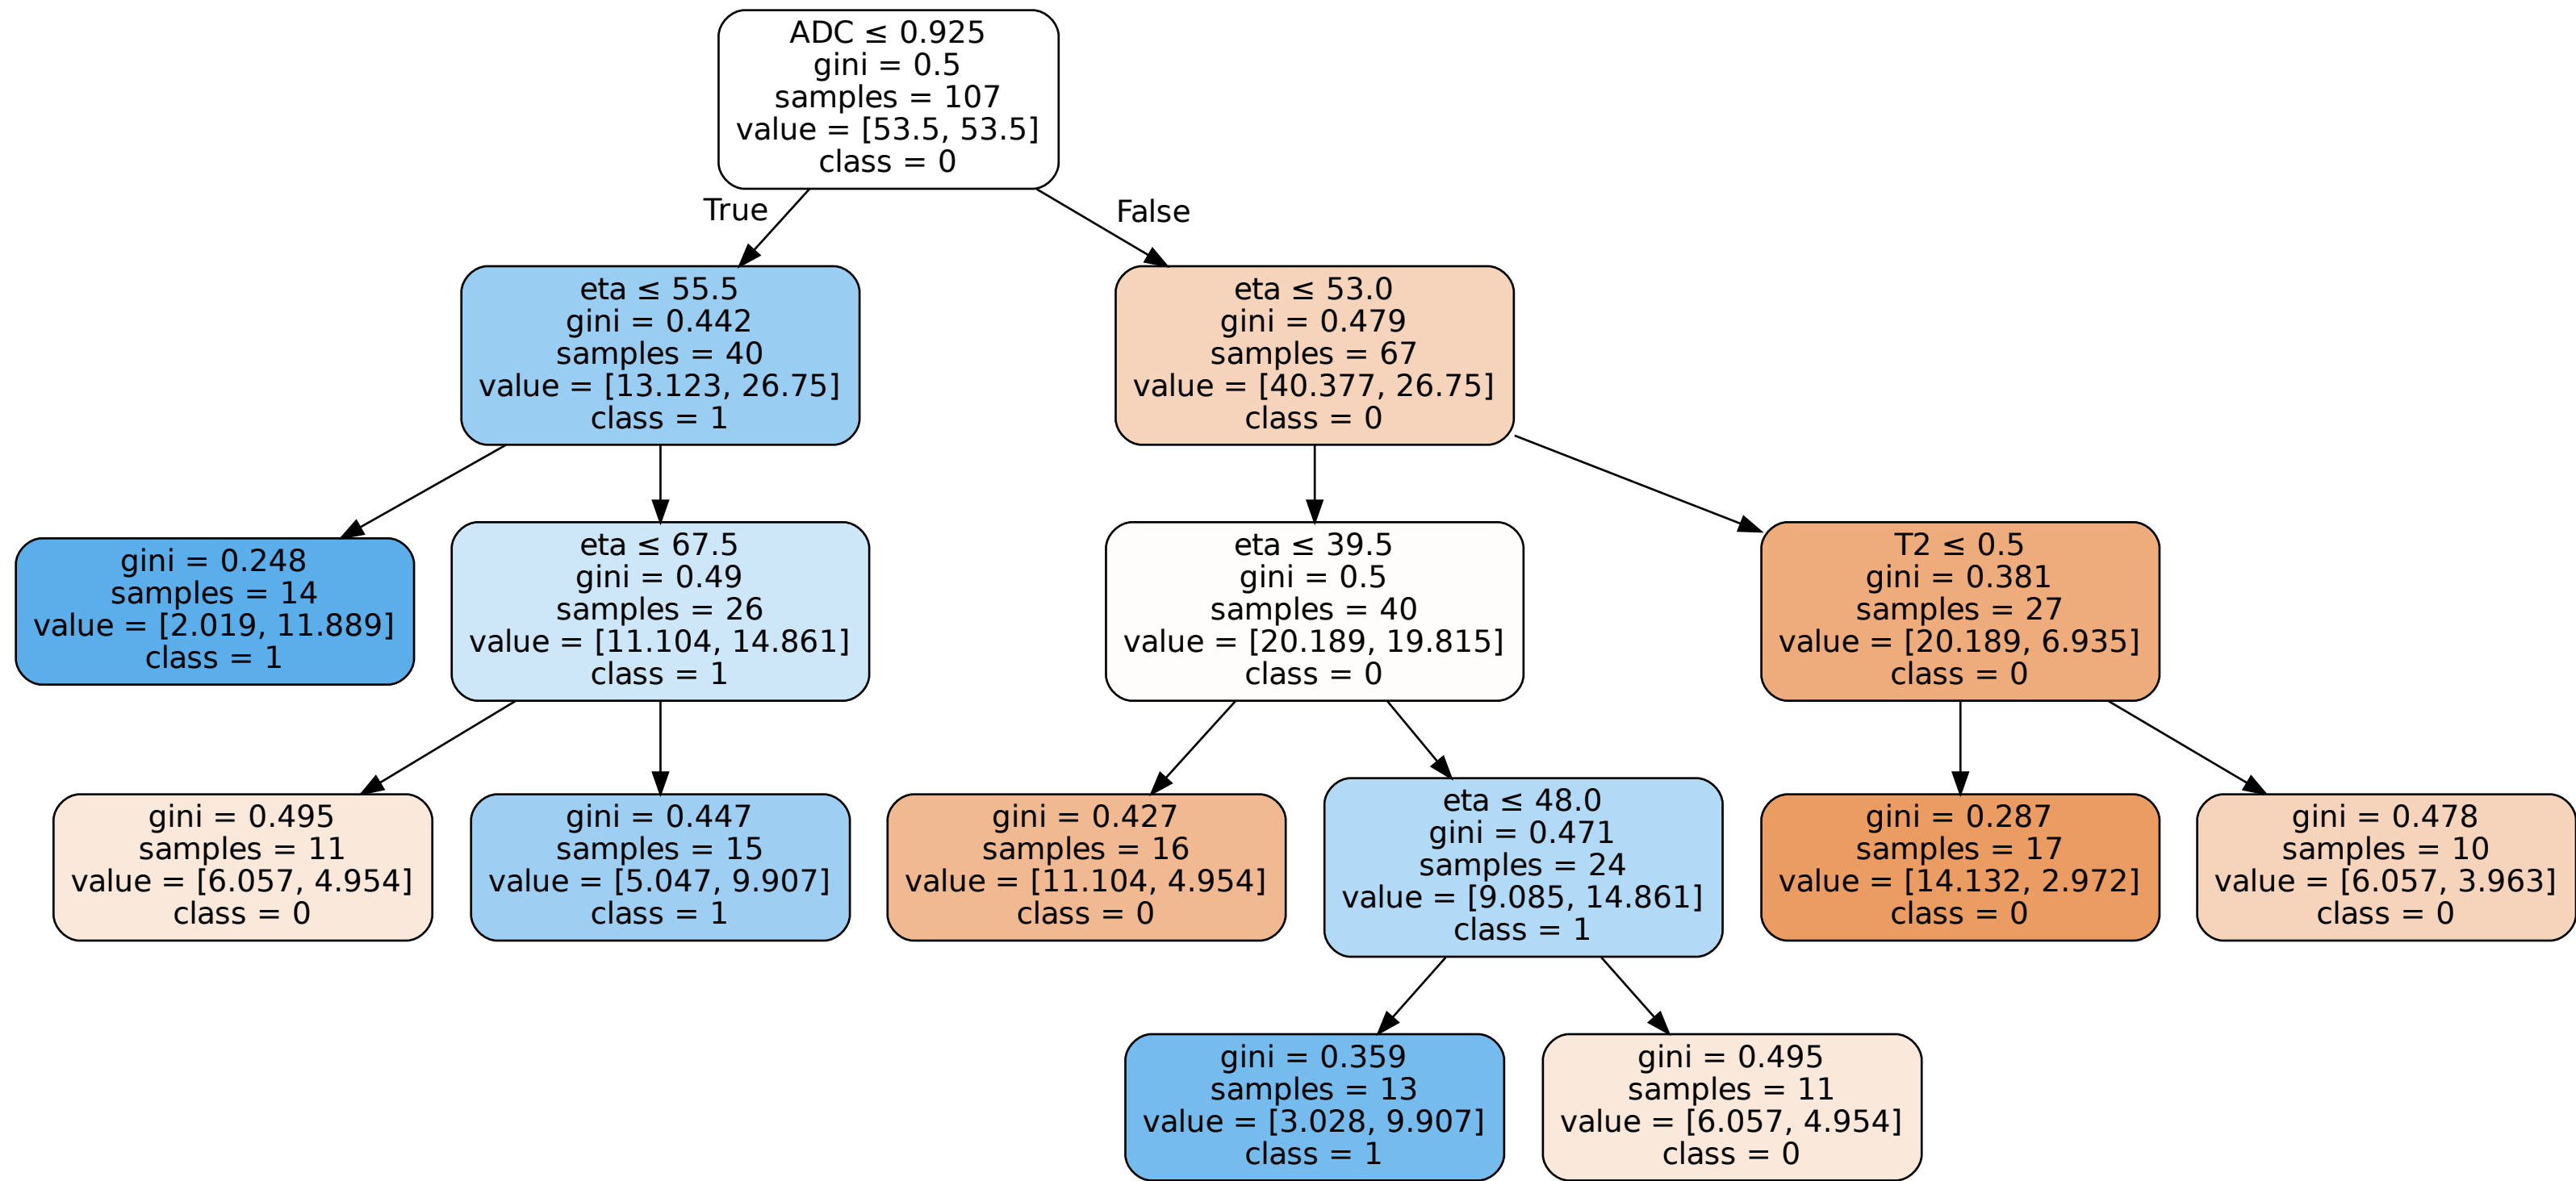 ADC ≤ 0.925
gini = 0.5
samples = 107
value = [53.5, 53.5]
class = 0
True
False
eta ≤ 55.5
gini = 0.442
samples = 40
value = [13.123, 26.75]
class = 1
eta ≤ 53.0
gini = 0.479
samples = 67
value = [40.377, 26.75]
class = 0
gini = 0.248
samples = 14
value = [2.019, 11.889]
class = 1
eta ≤ 67.5
gini = 0.49
samples = 26
value = [11.104, 14.861]
class = 1
eta ≤ 39.5
gini = 0.5
samples = 40
value = [20.189, 19.815]
class = 0
T2 ≤ 0.5
gini = 0.381
samples = 27
value = [20.189, 6.935]
class = 0
gini = 0.495
samples = 11
value = [6.057, 4.954]
class = 0
gini = 0.447
samples = 15
value = [5.047, 9.907]
class = 1
gini = 0.427
samples = 16
value = [11.104, 4.954]
class = 0
eta ≤ 48.0
gini = 0.471
samples = 24
value = [9.085, 14.861]
class = 1
gini = 0.287
samples = 17
value = [14.132, 2.972]
class = 0
gini = 0.478
samples = 10
value = [6.057, 3.963]
class = 0
gini = 0.359
samples = 13
value = [3.028, 9.907]
class = 1
gini = 0.495
samples = 11
value = [6.057, 4.954]
class = 0